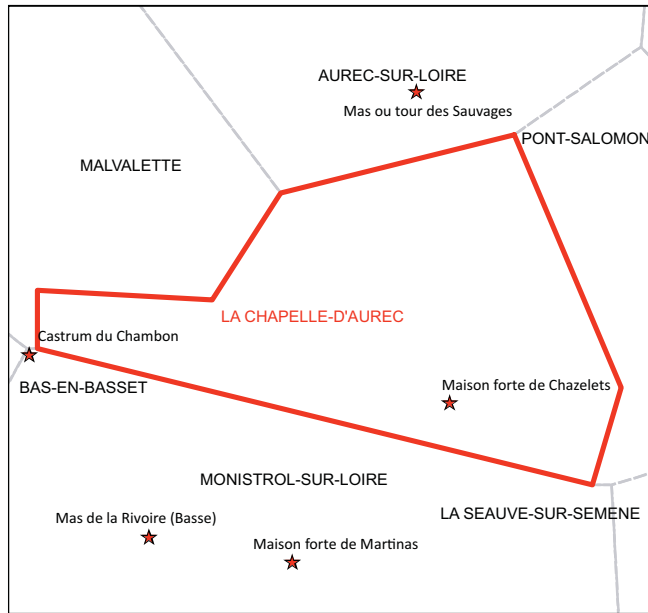 AUREC-SUR-LOIRE
Mas ou tour des Sauvages
PONT-SALOMON
MALVALETTE
LA CHAPELLE-D'AUREC
Castrum du Chambon
BAS-EN-BASSET
Maison forte de Chazelets
MONISTROL-SUR-LOIRE
LA SEAUVE-SUR-SEMENE
Mas de la Rivoire (Basse)
Maison forte de Martinas